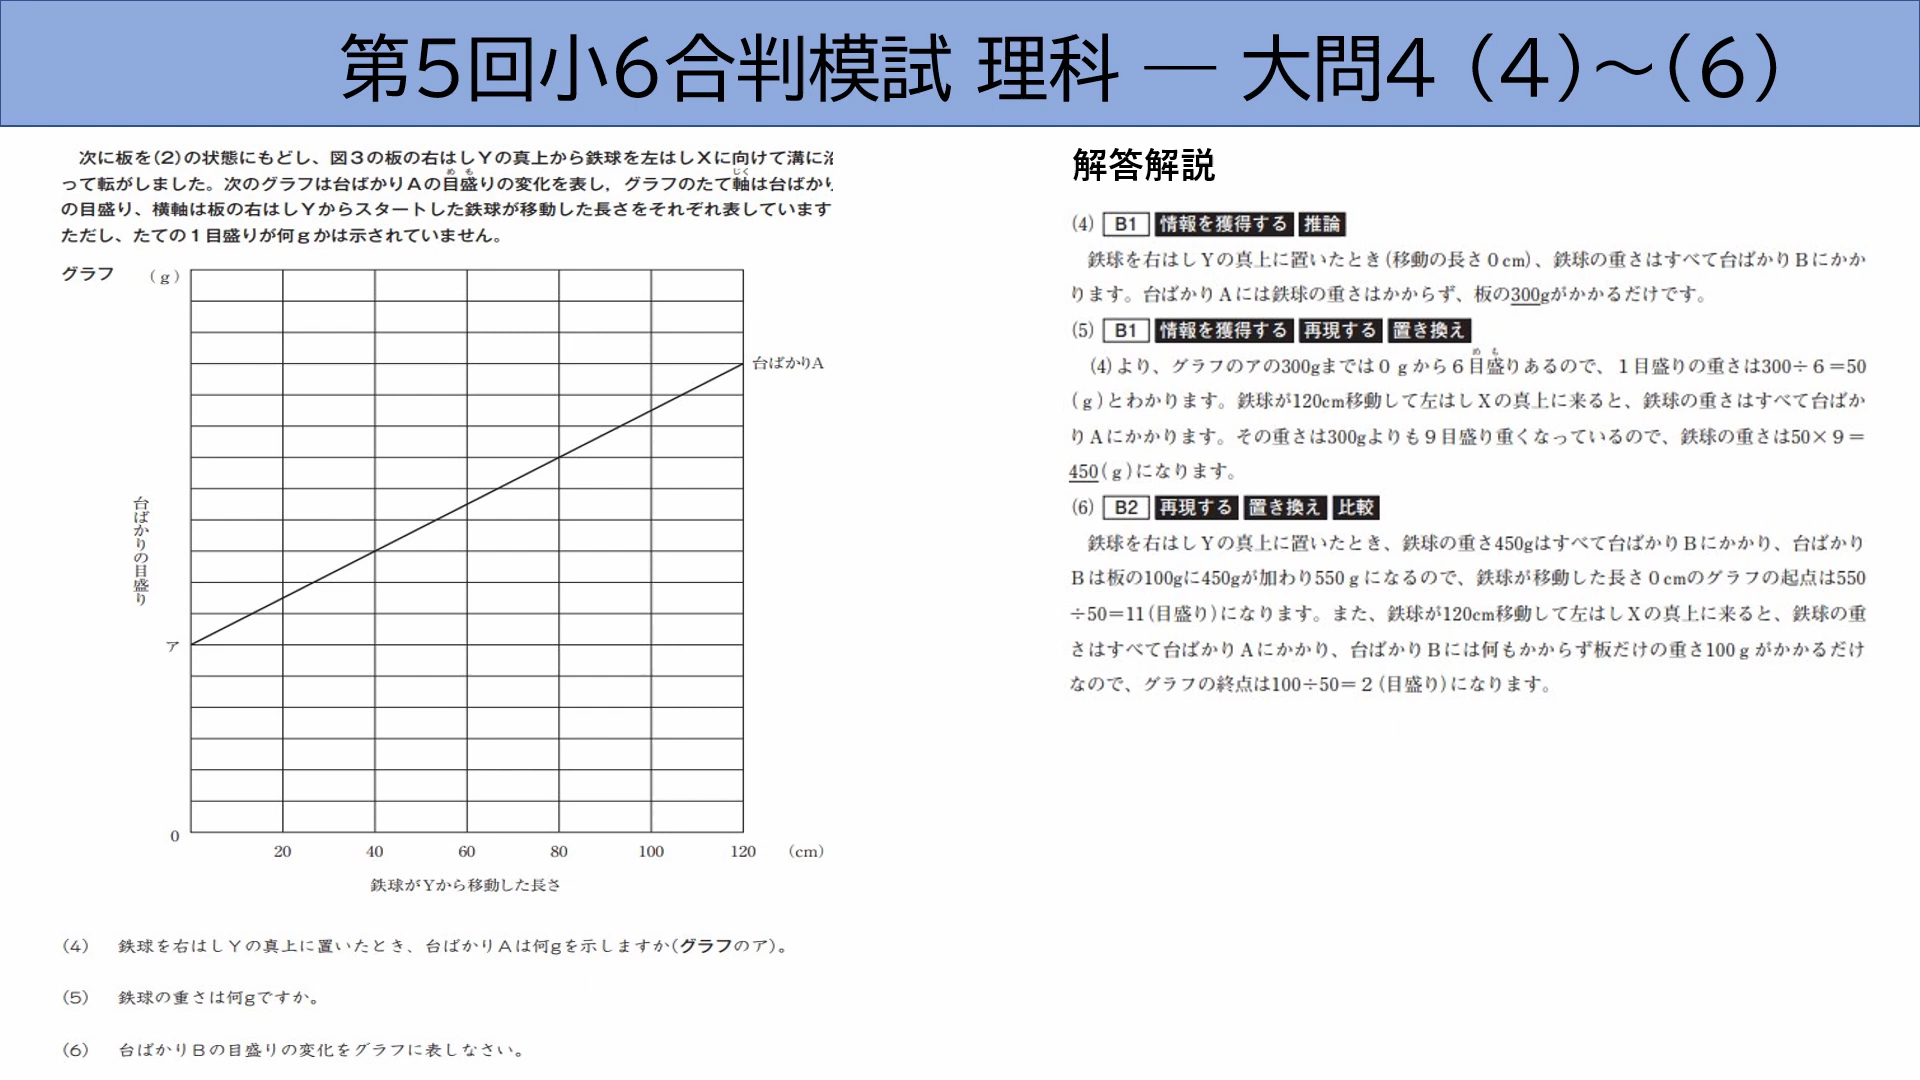 第5回小6合判模試 理科 ― 大問4 (4)~(6)
次に板を(2)の状態にもどし、図3の板の右はしYの真上から鉄球を左はしXに向けて溝に
って転がしました。次のグラフは台ばかりAの目盛りの変化を表し,グラフのたて軸は台ばかり
の目盛り、横軸は板の右はしYからスタートした鉄球が移動した長さをそれぞれ表しています
ただし、たての1目盛りが何gかは示されていません。
グラフ (g)
台ばかりA
台ばかりの目盛り
ア
0
20 40 60 80 100 120 (cm)
鉄球がYから移動した長さ
(4) 鉄球を右はしYの真上に置いたとき、台ばかりAは何gを示しますか(グラフのア)。
(5) 鉄球の重さは何gですか。
(6) 台ばかりBの目盛りの変化をグラフに表しなさい。
解答解説
(4) B1 情報を獲得する 推論
鉄球を右はしYの真上に置いたとき(移動の長さ0cm)、鉄球の重さはすべて台ばかりBにかか
ります。台ばかりAには鉄球の重さはかからず、板の300gがかかるだけです。
(5) B1 情報を獲得する 再現する 置き換え
(4)より、グラフのアの300gまでは0gから6目盛りあるので、1目盛りの重さは300÷6=50
(g)とわかります。鉄球が120cm移動して左はしXの真上に来ると、鉄球の重さはすべて台ばか
りAにかかります。その重さは300gよりも9目盛り重くなっているので、鉄球の重さは50×9=
450(g)になります。
(6) B2 再現する 置き換え 比較
鉄球を右はしYの真上に置いたとき、鉄球の重さ450gはすべて台ばかりBにかかり、台ばかり
Bは板の100gに450gが加わり550gになるので、鉄球が移動した長さ0cmのグラフの起点は550
÷50=11(目盛り)になります。また、鉄球が120cm移動して左はしXの真上に来ると、鉄球の重
さはすべて台ばかりAにかかり、台ばかりBには何もかからず板だけの重さ100gがかかるだけ
なので、グラフの終点は100÷50=2(目盛り)になります。